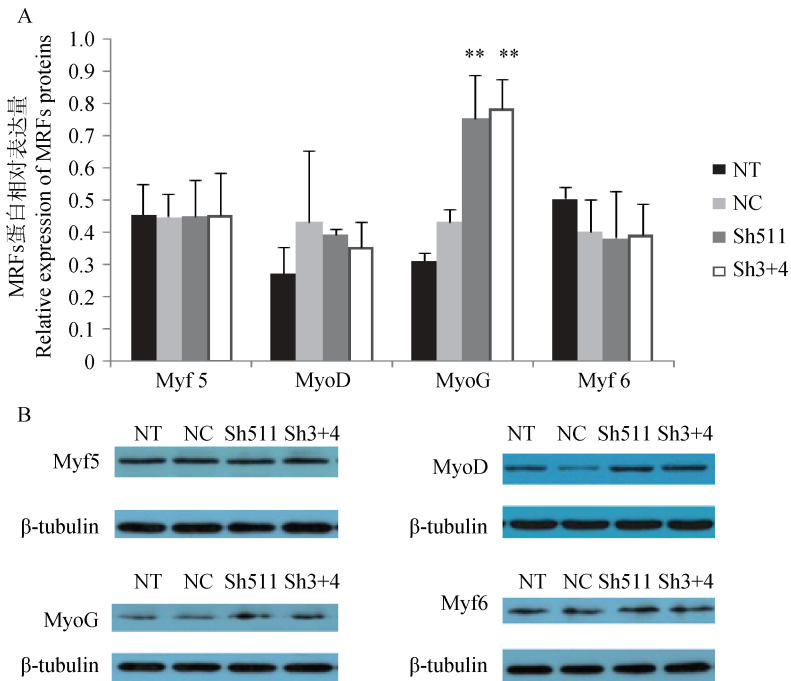 A
MRFs蛋白相对表达量
Relative expression of MRFs proteins
1.0
0.9
0.8
0.7
0.6
0.5
0.4
0.3
0.2
0.1
0
** **
NT
NC
Sh511
Sh3+4
Myf 5 MyoD MyoG Myf 6
B
NT NC Sh511 Sh3+4
Myf5
β-tubulin
NT NC Sh511 Sh3+4
MyoD
β-tubulin
NT NC Sh511 Sh3+4
MyoG
β-tubulin
NT NC Sh511 Sh3+4
Myf6
β-tubulin